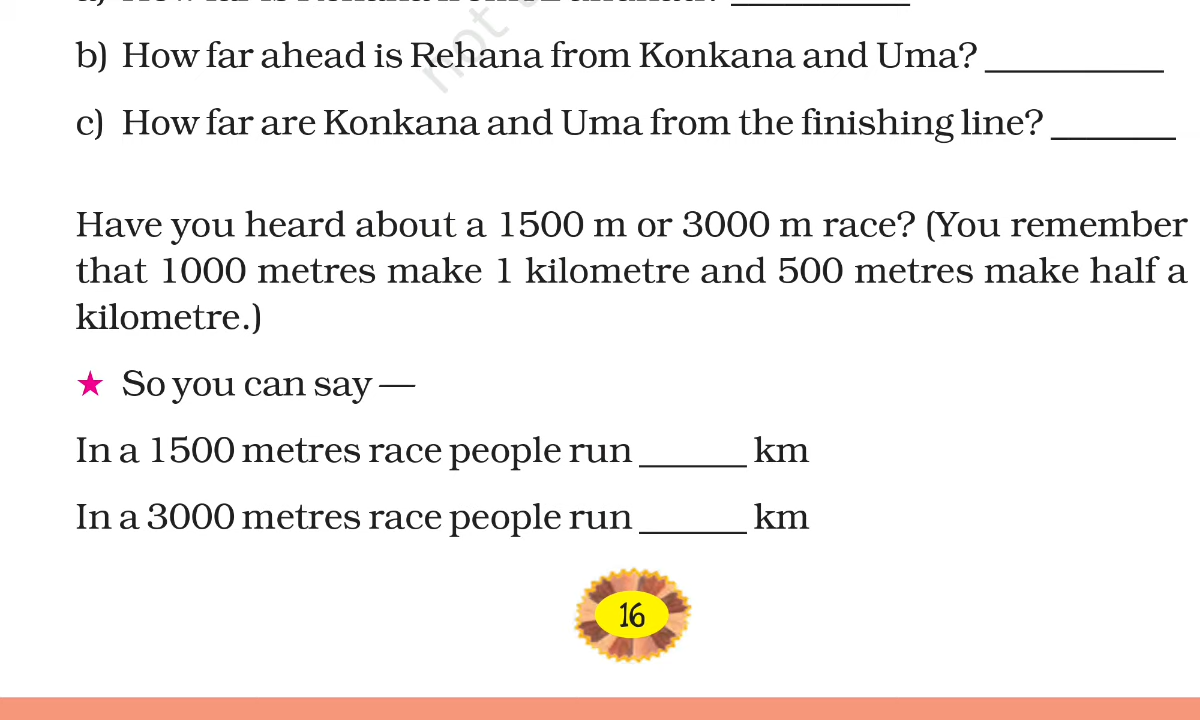 b) How far ahead is Rehana from Konkana and Uma? __________
c) How far are Konkana and Uma from the finishing line? _______
Have you heard about a 1500 m or 3000 m race? (You remember
that 1000 metres make 1 kilometre and 500 metres make half a
kilometre.)
★ So you can say —
In a 1500 metres race people run ______ km
In a 3000 metres race people run ______ km
16